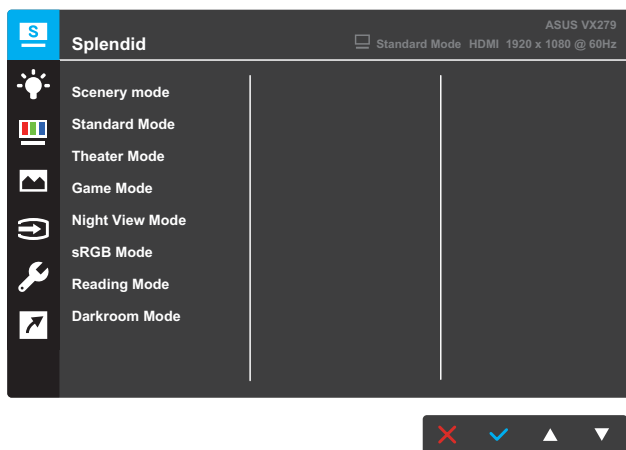 S
ASUS VX279
Splendid
Standard Mode HDMI 1920 x 1080 @ 60Hz
Scenery mode
Standard Mode
Theater Mode
Game Mode
Night View Mode
sRGB Mode
Reading Mode
Darkroom Mode